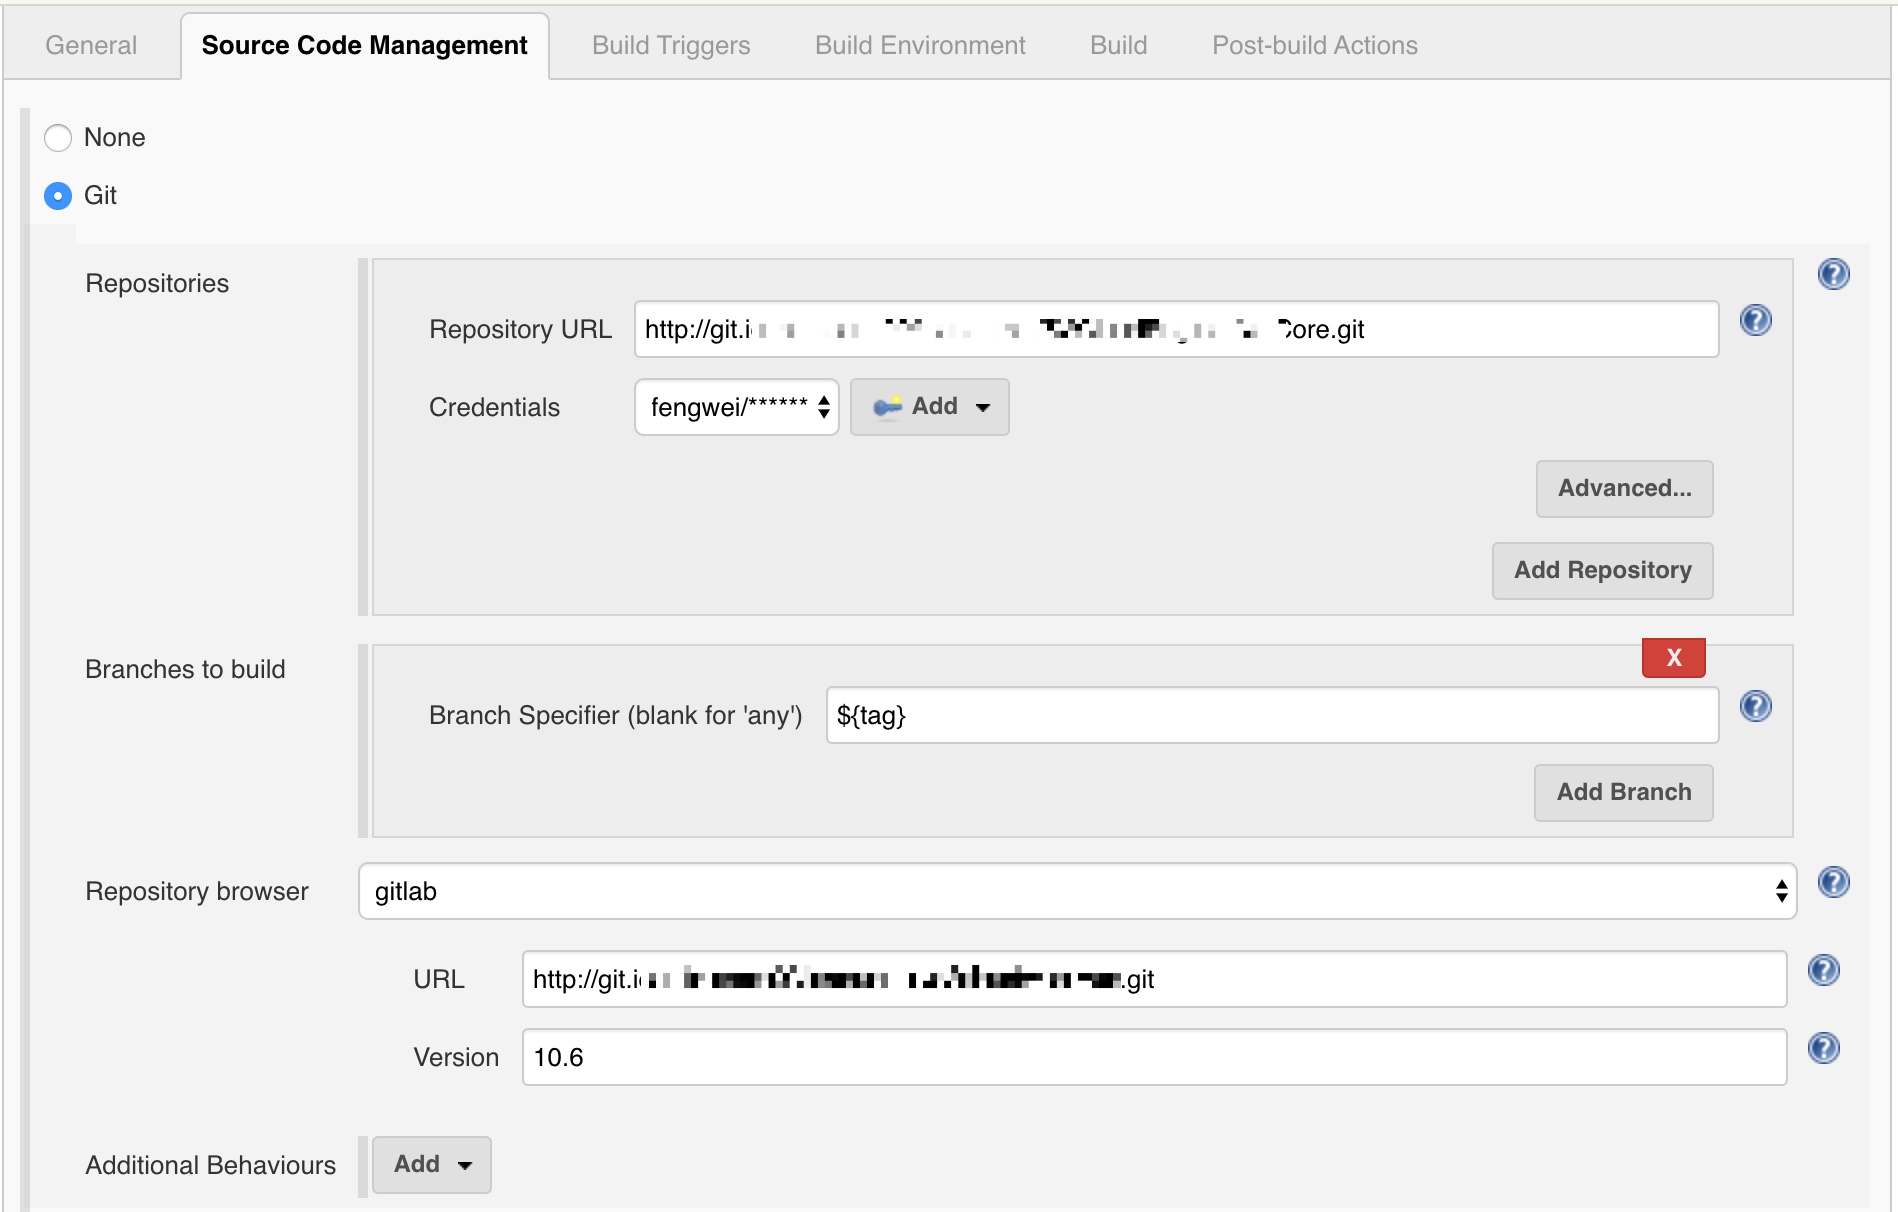 General Source Code Management Build Triggers Build Environment Build Post-build Actions
None
Git
Repositories
Repository URL http://git.i ore.git
Credentials fengwei/****** Add
Advanced...
Add Repository
Branches to build
X
Branch Specifier (blank for 'any') ${tag}
Add Branch
Repository browser gitlab
URL http://git.i .git
Version 10.6
Additional Behaviours Add